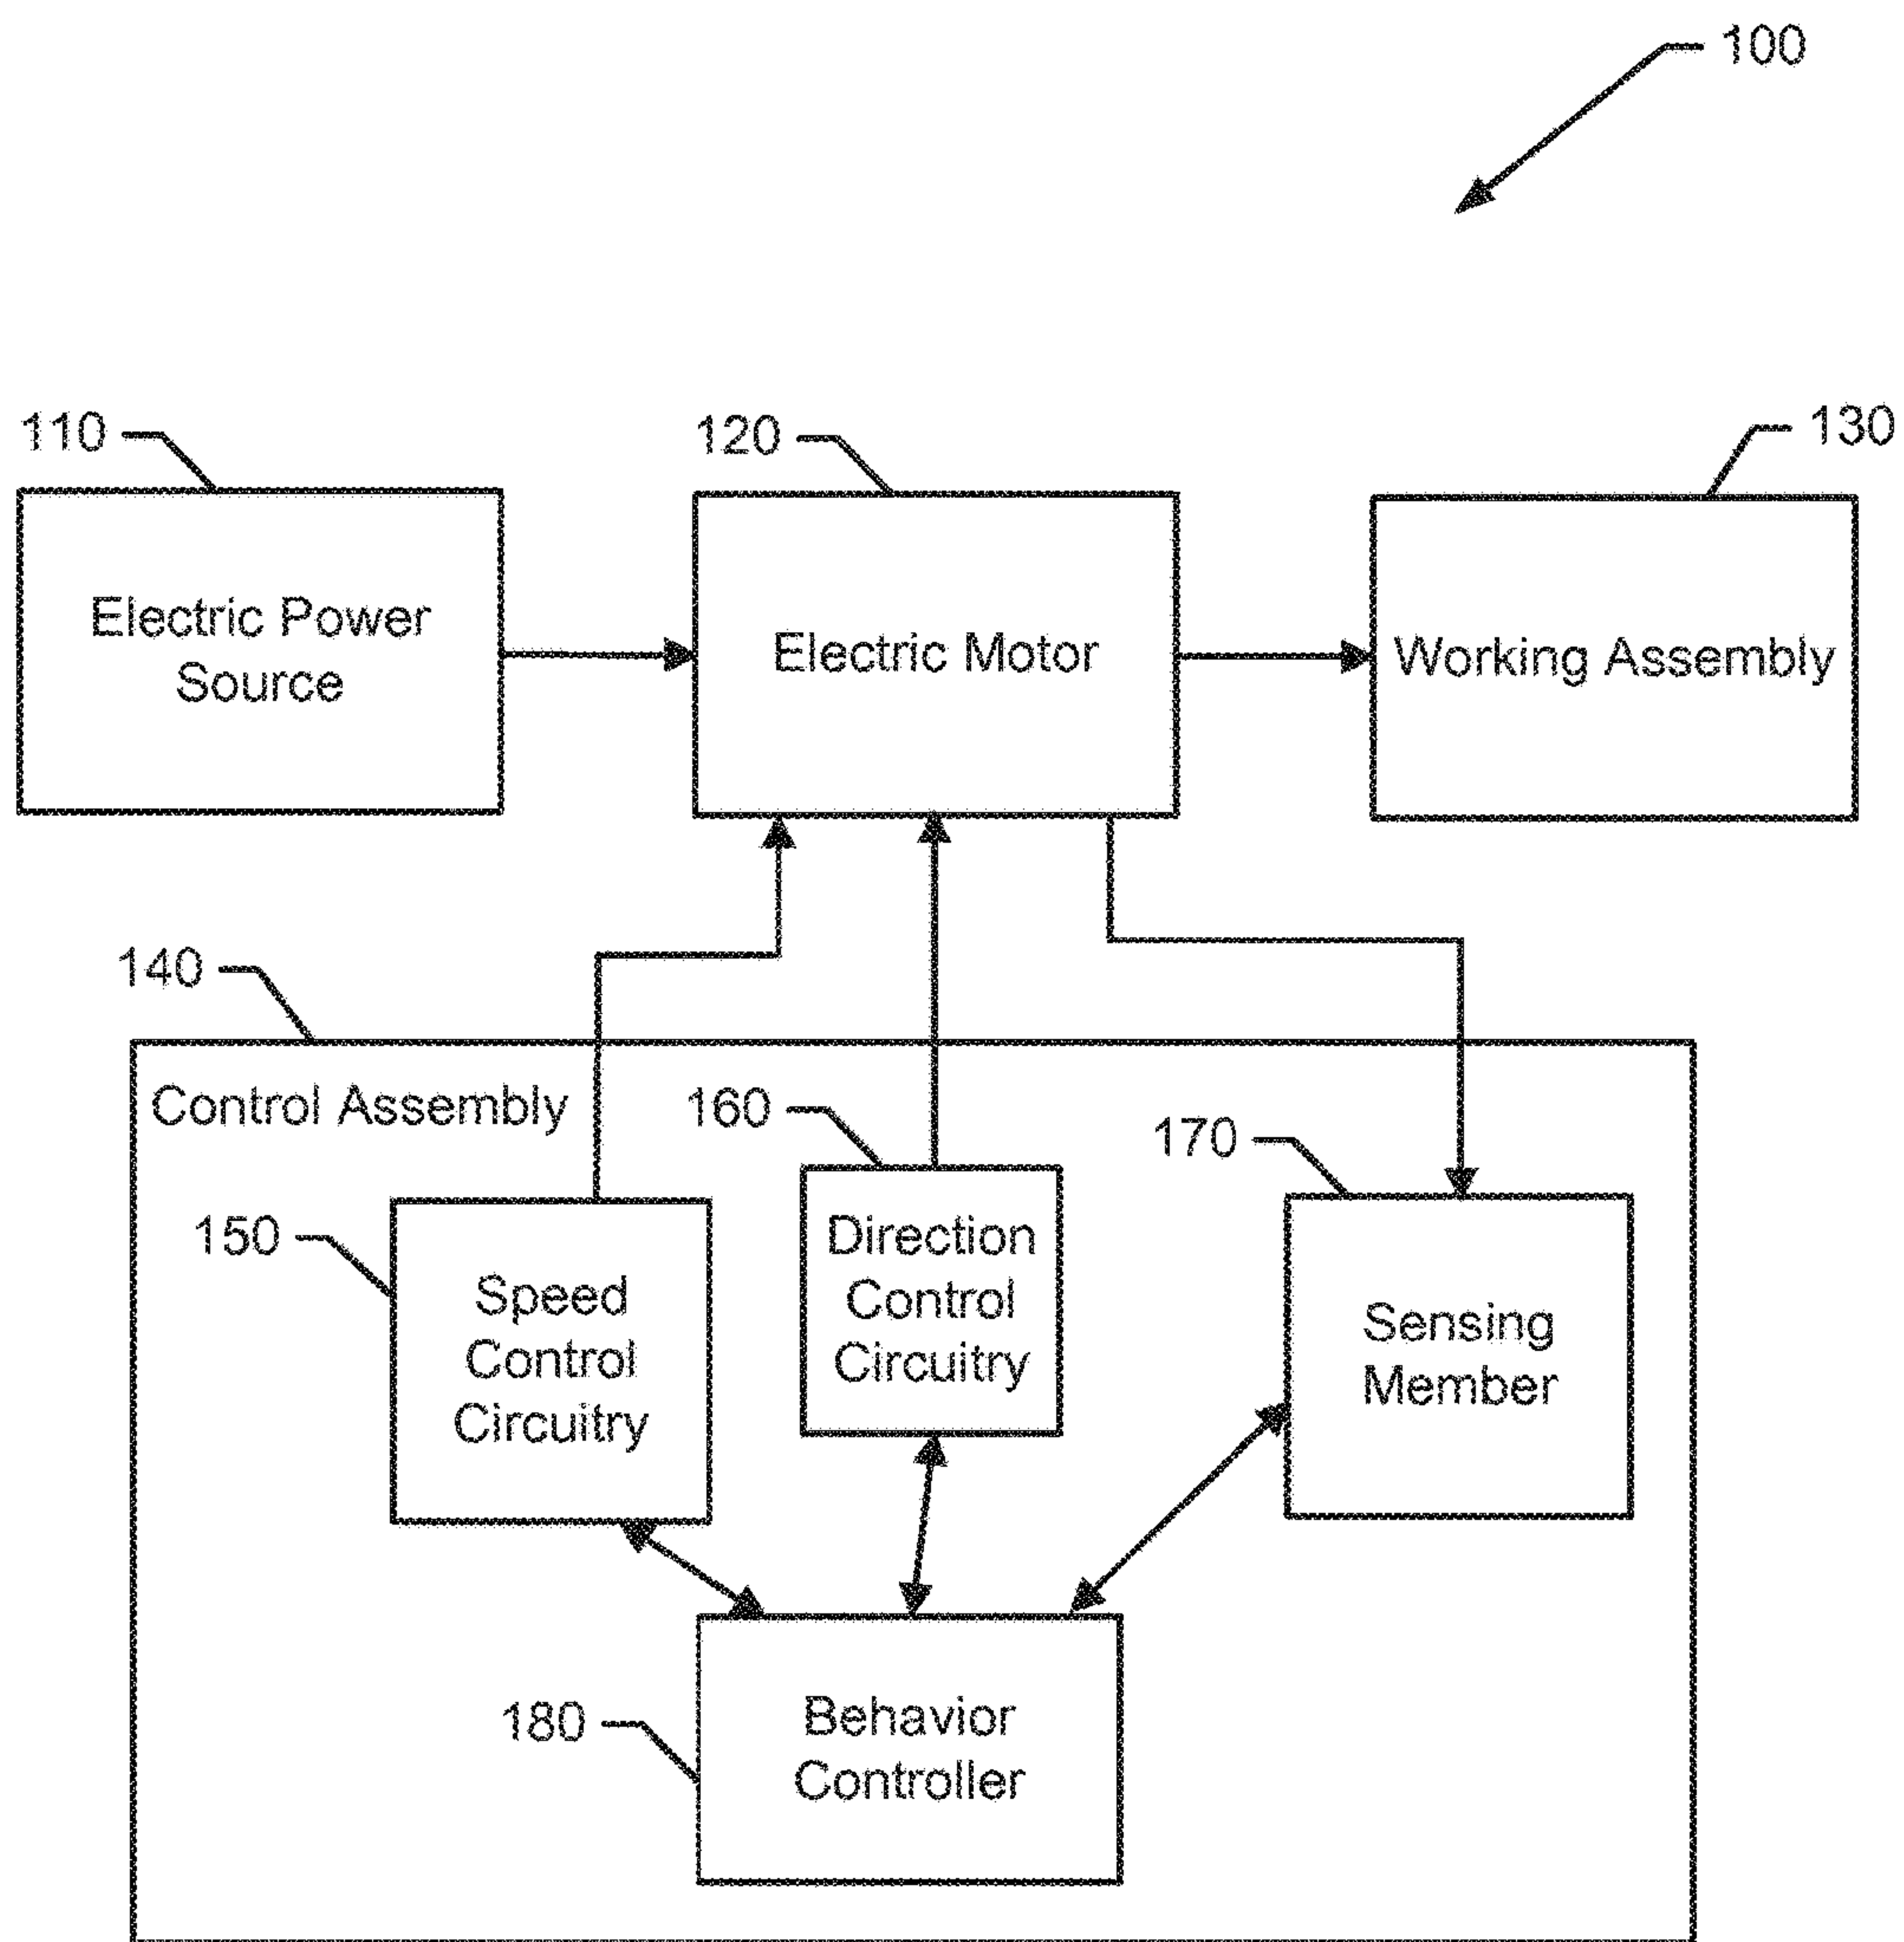 100
110
120
130
Electric Power
Source
Electric Motor
Working Assembly
140
Control Assembly
160
170
150
Direction
Control
Circuitry
Speed
Control
Circuitry
Sensing
Member
180
Behavior
Controller